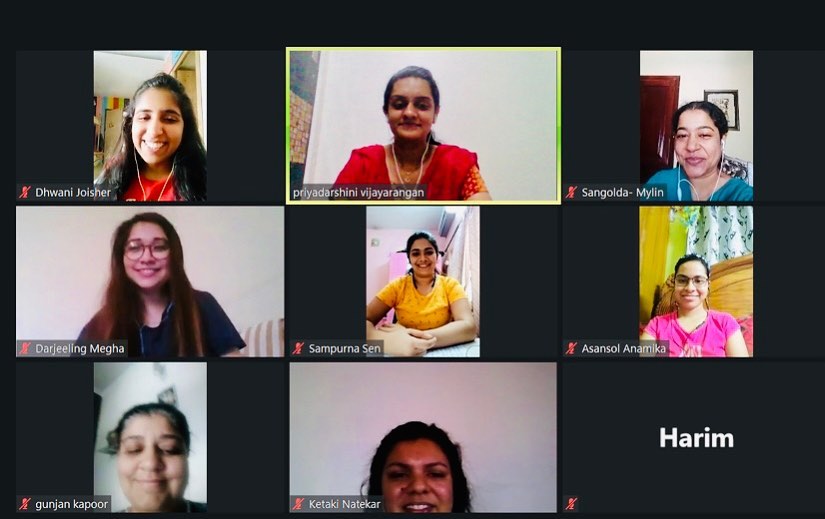 Dhwani Joisher
priyadarshini vijayarangan
Sangolda- Mylin
Darjeeling Megha
Sampurna Sen
Asansol Anamika
gunjan kapoor
Ketaki Natekar
Harim